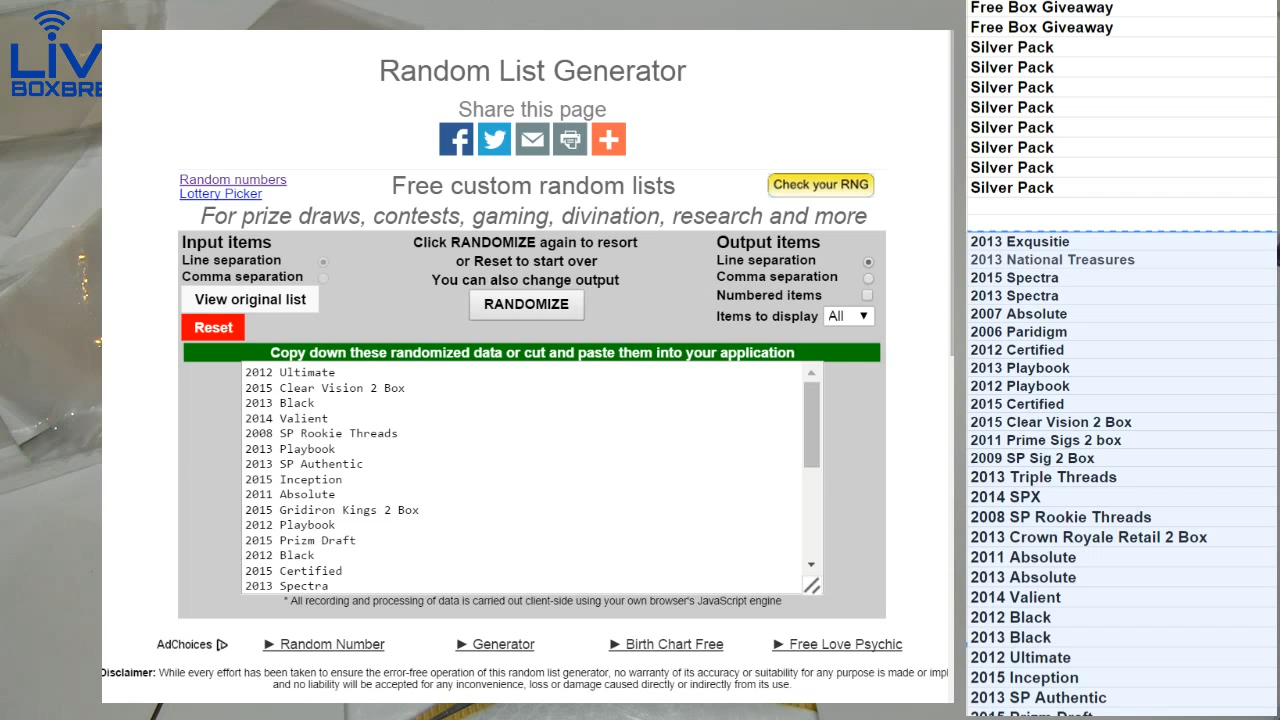 LIV
BOXBRE
Random List Generator
Share this page
Random numbers
Lottery Picker
Free custom random lists
Check your RNG
For prize draws, contests, gaming, divination, research and more
Input items
Line separation
Comma separation
View original list
Reset
Click RANDOMIZE again to resort
or Reset to start over
You can also change output
RANDOMIZE
Output items
Line separation
Comma separation
Numbered items
Items to display All
Copy down these randomized data or cut and paste them into your application
2012 Ultimate
2015 Clear Vision 2 Box
2013 Black
2014 Valient
2008 SP Rookie Threads
2013 Playbook
2013 SP Authentic
2015 Inception
2011 Absolute
2015 Gridiron Kings 2 Box
2012 Playbook
2015 Prizm Draft
2012 Black
2015 Certified
2013 Spectra
* All recording and processing of data is carried out client-side using your own browser's JavaScript engine
AdChoices
► Random Number
► Generator
► Birth Chart Free
► Free Love Psychic
Disclaimer: While every effort has been taken to ensure the error-free operation of this random list generator, no warranty of its accuracy or suitability for any purpose is made or impl
and no liability will be accepted for any inconvenience, loss or damage caused directly or indirectly from its use.
Free Box Giveaway
Free Box Giveaway
Silver Pack
Silver Pack
Silver Pack
Silver Pack
Silver Pack
Silver Pack
Silver Pack
Silver Pack
2013 Exqusitie
2013 National Treasures
2015 Spectra
2013 Spectra
2007 Absolute
2006 Paridigm
2012 Certified
2013 Playbook
2012 Playbook
2015 Certified
2015 Clear Vision 2 Box
2011 Prime Sigs 2 box
2009 SP Sig 2 Box
2013 Triple Threads
2014 SPX
2008 SP Rookie Threads
2013 Crown Royale Retail 2 Box
2011 Absolute
2013 Absolute
2014 Valient
2012 Black
2013 Black
2012 Ultimate
2015 Inception
2013 SP Authentic
2015 Prizm Draft